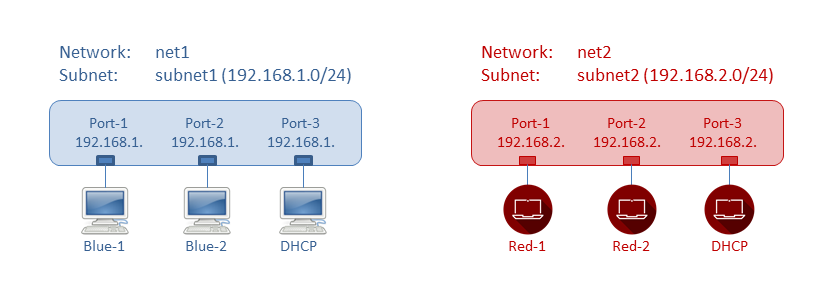 Network: net1
Subnet: subnet1 (192.168.1.0/24)
Port-1 Port-2 Port-3
192.168.1. 192.168.1. 192.168.1.
Blue-1 Blue-2 DHCP
Network: net2
Subnet: subnet2 (192.168.2.0/24)
Port-1 Port-2 Port-3
192.168.2. 192.168.2. 192.168.2.
Red-1 Red-2 DHCP